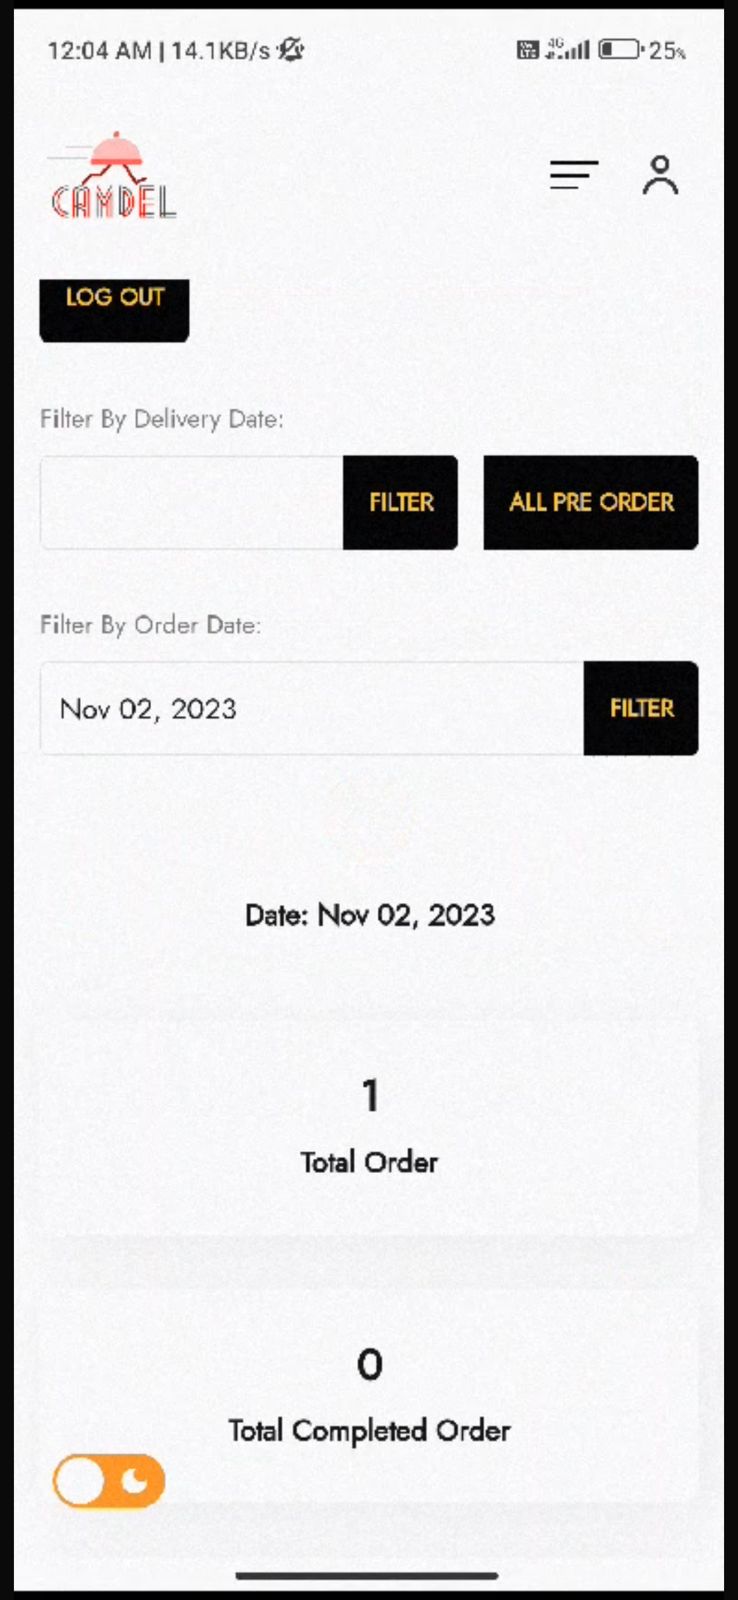 12:04 AM | 14.1KB/s
4G 25%
CAMDEL
LOG OUT
Filter By Delivery Date:
FILTER
ALL PRE ORDER
Filter By Order Date:
Nov 02, 2023
FILTER
Date: Nov 02, 2023
1
Total Order
0
Total Completed Order